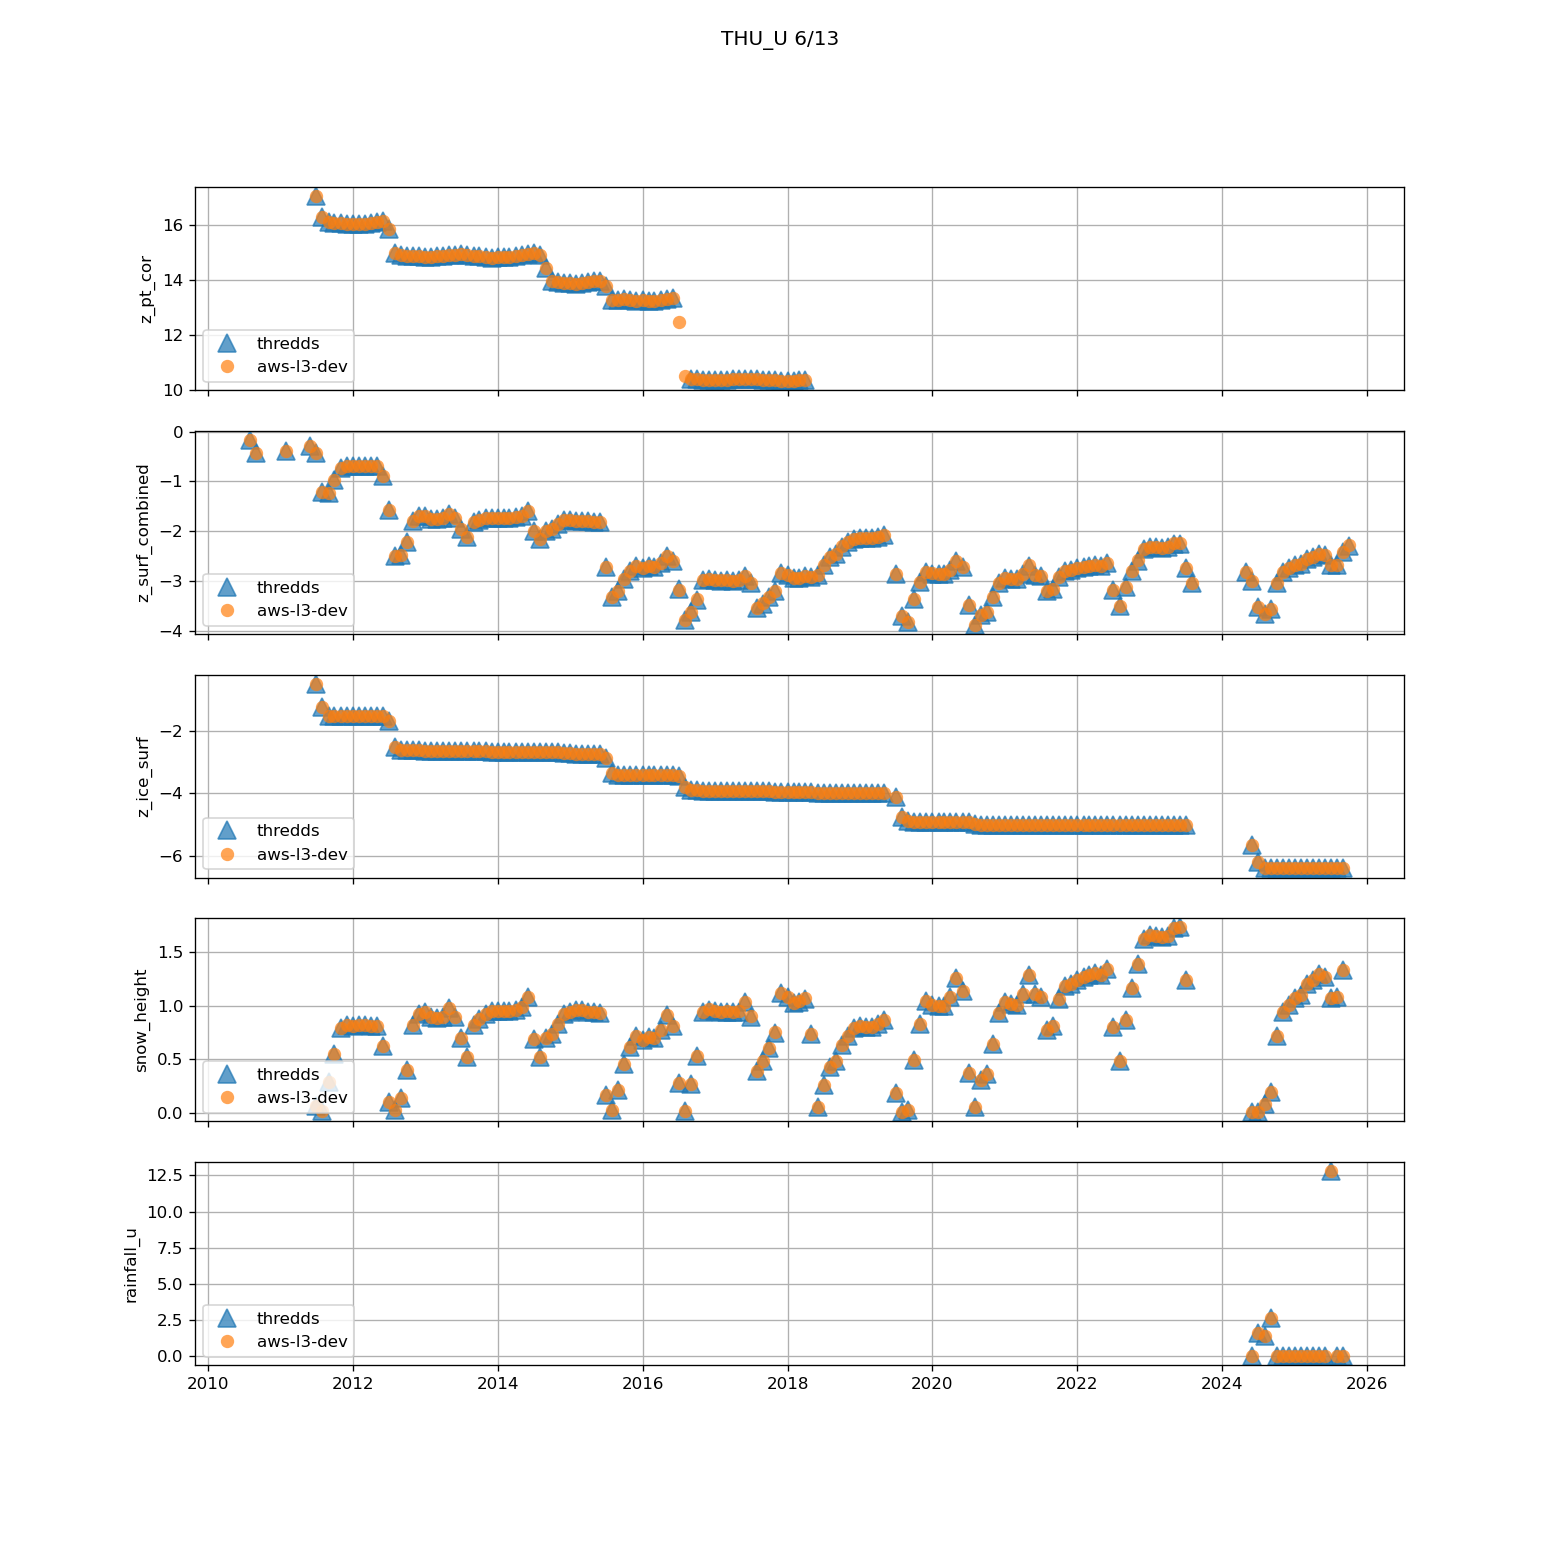 THU_U 6/13
z_pt_cor
16
14
12
10
thredds
aws-l3-dev
z_surf_combined
0
−1
−2
−3
−4
thredds
aws-l3-dev
z_ice_surf
−2
−4
−6
thredds
aws-l3-dev
snow_height
1.5
1.0
0.5
0.0
thredds
aws-l3-dev
rainfall_u
12.5
10.0
7.5
5.0
2.5
0.0
thredds
aws-l3-dev
2010 2012 2014 2016 2018 2020 2022 2024 2026